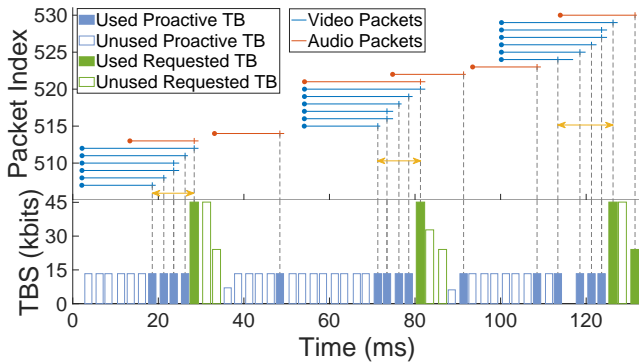 Used Proactive TB
Unused Proactive TB
Used Requested TB
Unused Requested TB
Video Packets
Audio Packets
Packet Index
530
525
520
515
510
TBS (kbits)
45
30
15
0
0 20 40 60 80 100 120
Time (ms)